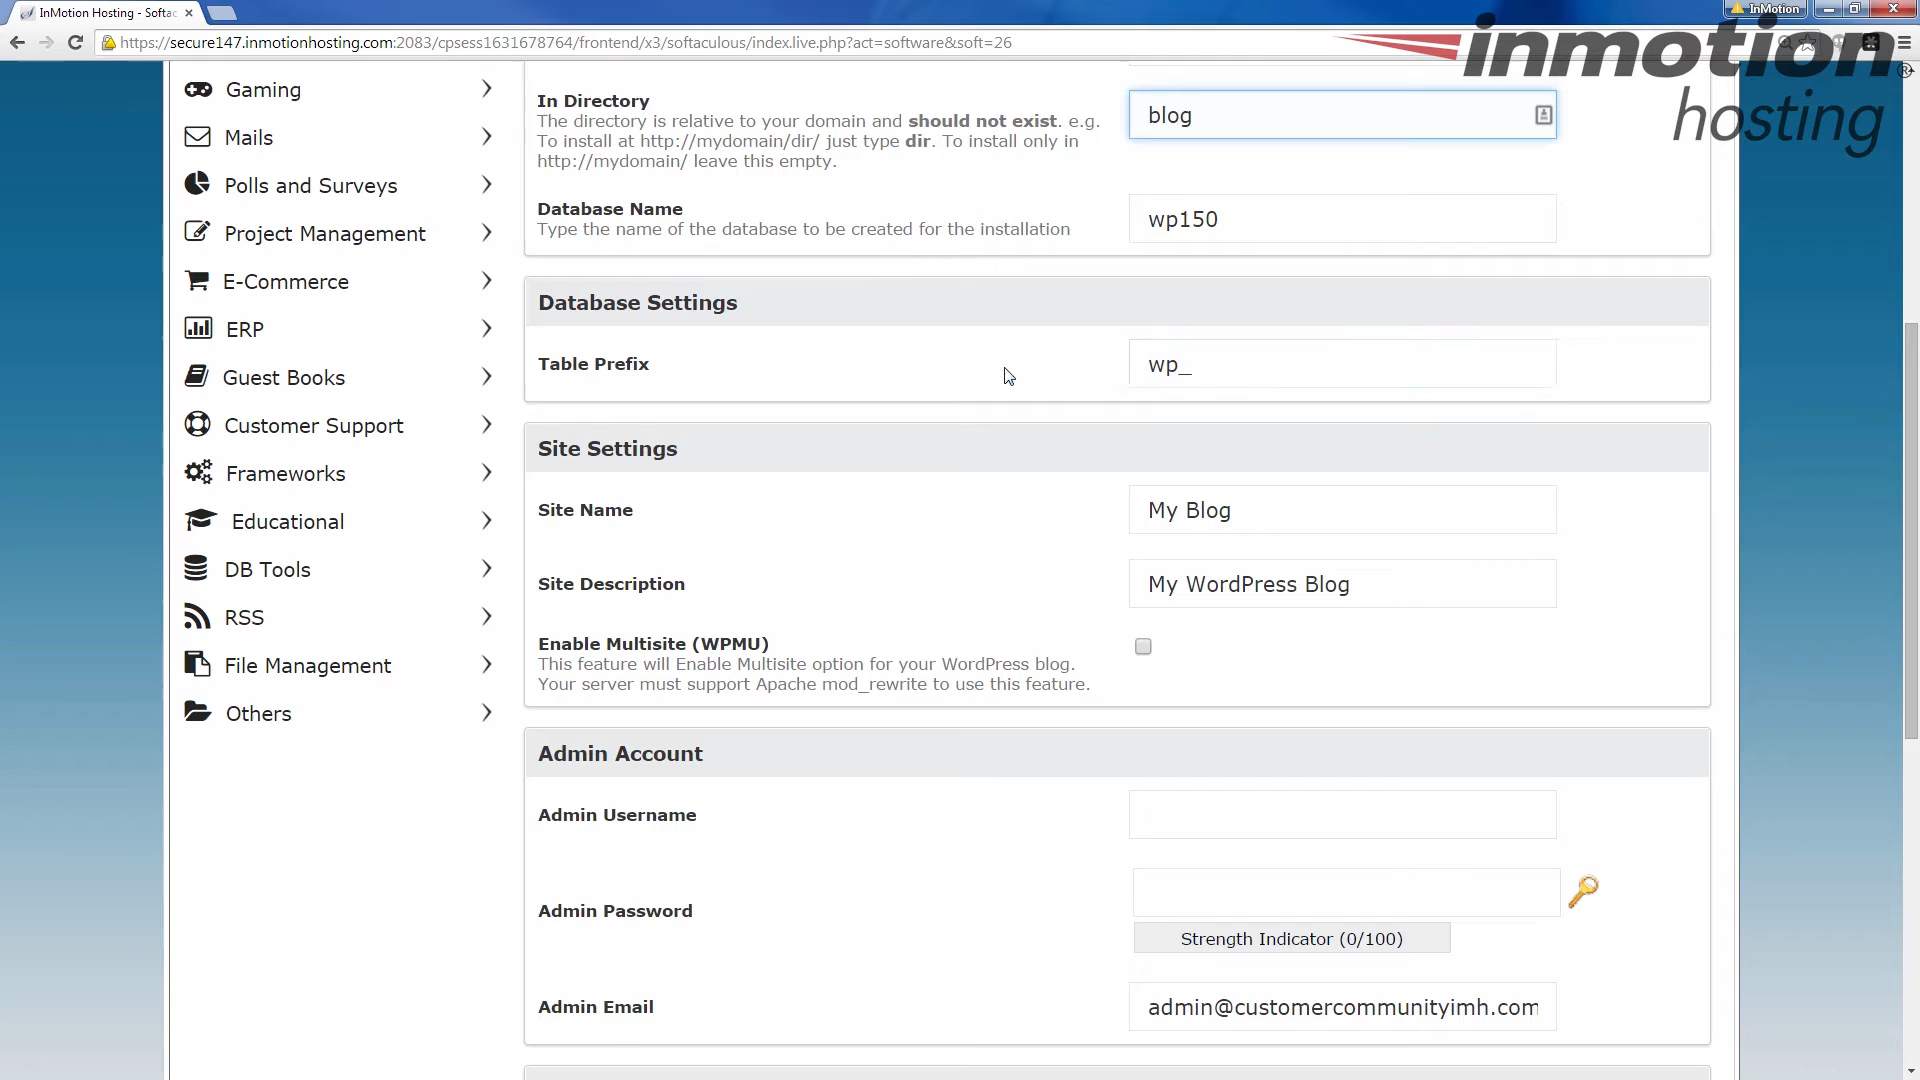 InMotion Hosting - Softac
InMotion
https://secure147.inmotionhosting.com:2083/cpsess1631678764/frontend/x3/softaculous/index.live.php?act=software&soft=26
inmotion
hosting
Gaming
Mails
Polls and Surveys
Project Management
E-Commerce
ERP
Guest Books
Customer Support
Frameworks
Educational
DB Tools
RSS
File Management
Others
In Directory
The directory is relative to your domain and should not exist. e.g.
To install at http://mydomain/dir/ just type dir. To install only in
http://mydomain/ leave this empty.
blog
Database Name
Type the name of the database to be created for the installation
wp150
Database Settings
Table Prefix
wp_
Site Settings
Site Name
My Blog
Site Description
My WordPress Blog
Enable Multisite (WPMU)
This feature will Enable Multisite option for your WordPress blog.
Your server must support Apache mod_rewrite to use this feature.
Admin Account
Admin Username
Admin Password
Strength Indicator (0/100)
Admin Email
admin@customercommunityimh.com